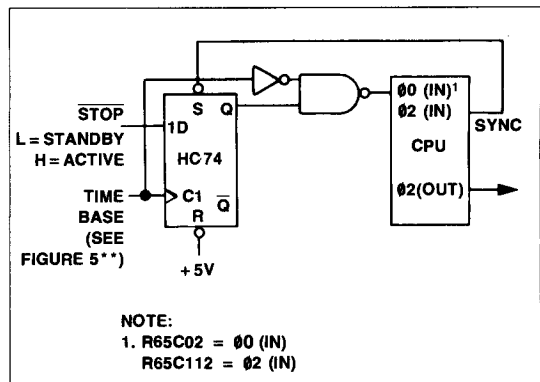 S̅T̅O̅P̅
L = STANDBY
H = ACTIVE
TIME
BASE
(SEE
FIGURE 5**)
S
Q
1D
HC74
C1
Q̅
R
+5V
Ø0 (IN)¹
Ø2 (IN)
CPU
Ø2(OUT)
SYNC
NOTE:
1. R65C02 = Ø0 (IN)
R65C112 = Ø2 (IN)